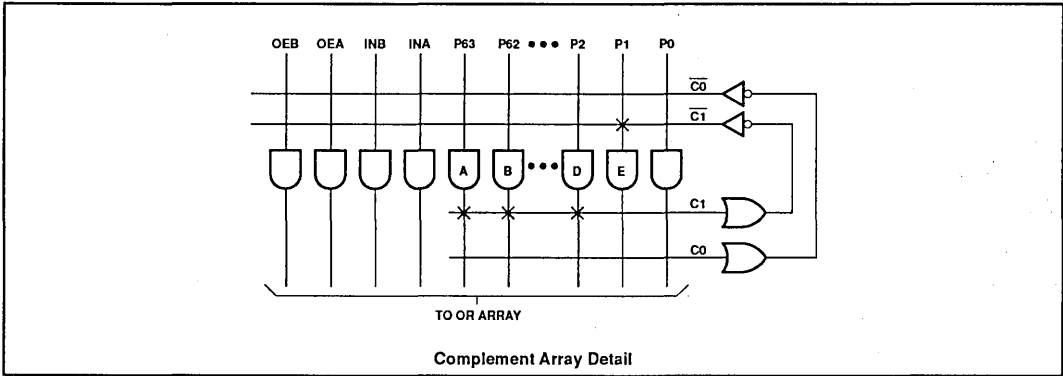 OEB OEA INB INA P63 P62 ••• P2 P1 P0
C0
C1
A B ••• D E
C1
C0
TO OR ARRAY
Complement Array Detail